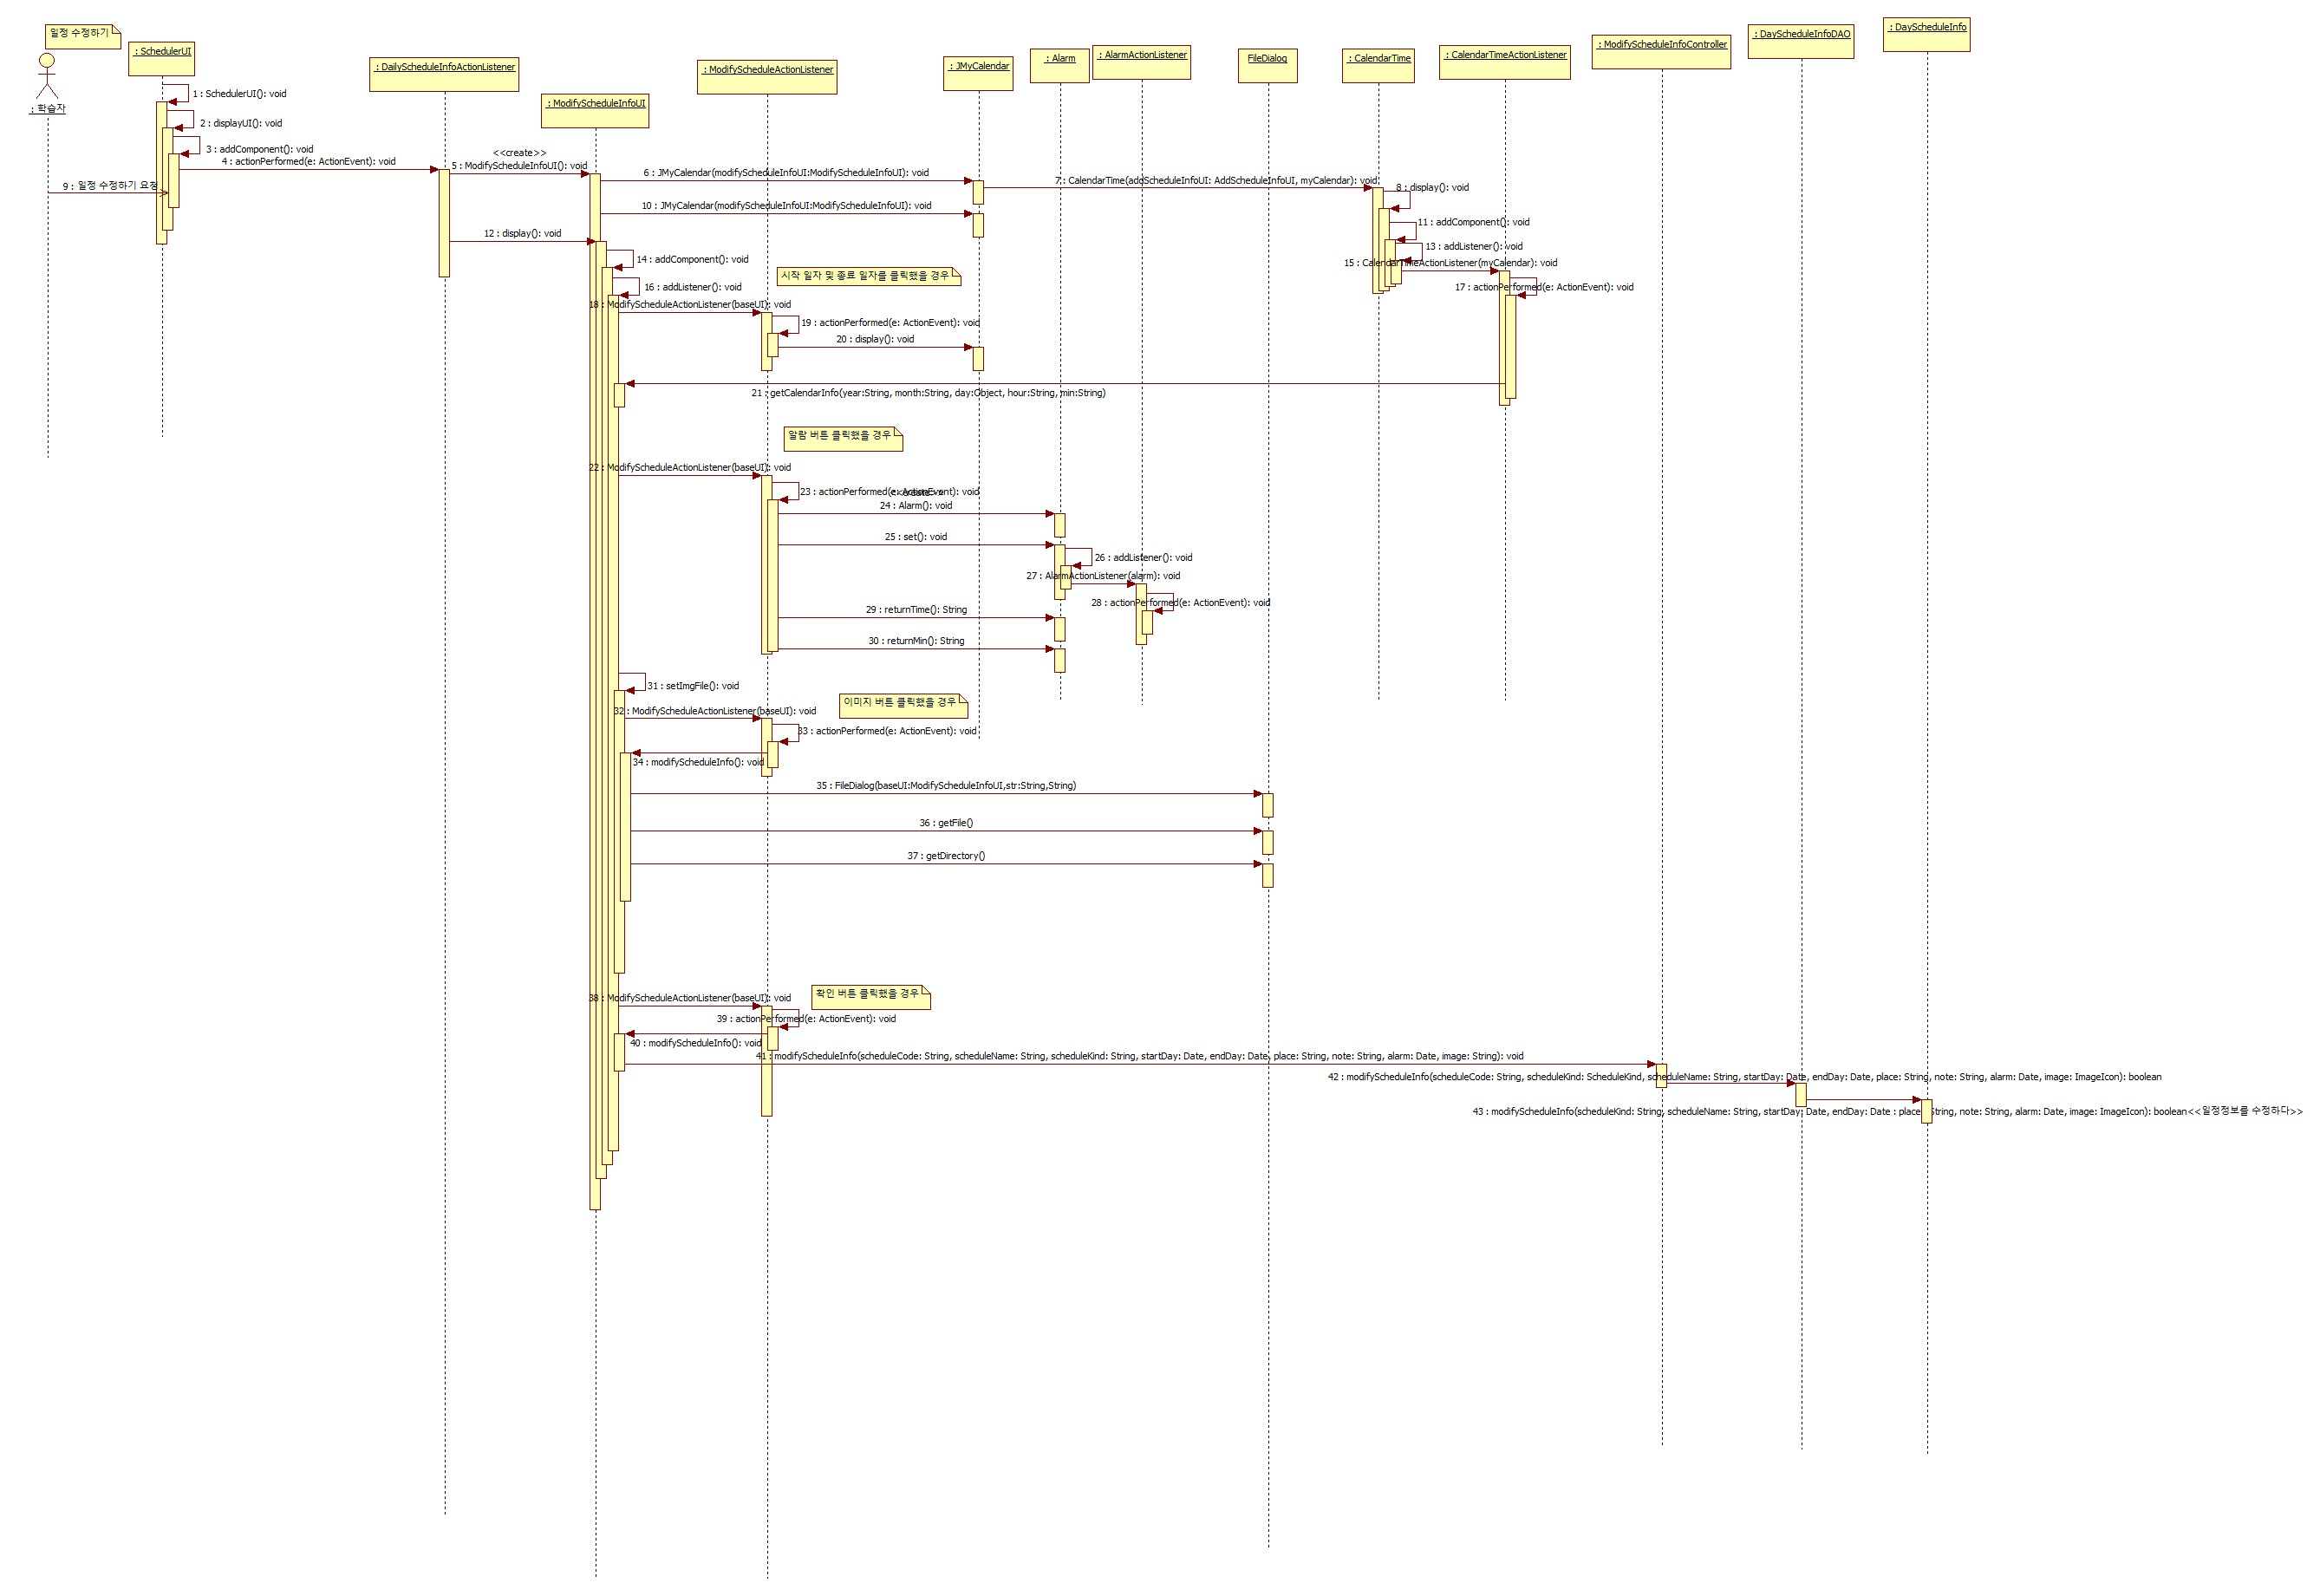 일정 수정하기
: 학습자
: SchedulerUI
: DailyScheduleInfoActionListener
: ModifyScheduleInfoUI
: ModifyScheduleActionListener
: JMyCalendar
: Alarm
: AlarmActionListener
FileDialog
: CalendarTime
: CalendarTimeActionListener
: ModifyScheduleInfoController
: DayScheduleInfoDAO
: DayScheduleInfo
1 : SchedulerUI(): void
2 : displayUI(): void
3 : addComponent(): void
4 : actionPerformed(e: ActionEvent): void
<<create>>
5 : ModifyScheduleInfoUI(): void
6 : JMyCalendar(modifyScheduleInfoUI:ModifyScheduleInfoUI): void
7 : CalendarTime(addScheduleInfoUI: AddScheduleInfoUI, myCalendar): void
8 : display(): void
9 : 일정 수정하기 요청
10 : JMyCalendar(modifyScheduleInfoUI:ModifyScheduleInfoUI): void
11 : addComponent(): void
12 : display(): void
13 : addListener(): void
14 : addComponent(): void
15 : CalendarTimeActionListener(myCalendar): void
시작 일자 및 종료 일자를 클릭했을 경우
16 : addListener(): void
17 : actionPerformed(e: ActionEvent): void
18 : ModifyScheduleActionListener(baseUI): void
19 : actionPerformed(e: ActionEvent): void
20 : display(): void
21 : getCalendarInfo(year:String, month:String, day:Object, hour:String, min:String)
알람 버튼 클릭했을 경우
22 : ModifyScheduleActionListener(baseUI): void
23 : actionPerformed(e: ActionEvent): void
<<create>>
24 : Alarm(): void
25 : set(): void
26 : addListener(): void
27 : AlarmActionListener(alarm): void
28 : actionPerformed(e: ActionEvent): void
29 : returnTime(): String
30 : returnMin(): String
31 : setImgFile(): void
이미지 버튼 클릭했을 경우
32 : ModifyScheduleActionListener(baseUI): void
33 : actionPerformed(e: ActionEvent): void
34 : modifyScheduleInfo(): void
35 : FileDialog(baseUI:ModifyScheduleInfoUI,str:String,String)
36 : getFile()
37 : getDirectory()
확인 버튼 클릭했을 경우
38 : ModifyScheduleActionListener(baseUI): void
39 : actionPerformed(e: ActionEvent): void
40 : modifyScheduleInfo(): void
41 : modifyScheduleInfo(scheduleCode: String, scheduleName: String, scheduleKind: String, startDay: Date, endDay: Date, place: String, note: String, alarm: Date, image: String): void
42 : modifyScheduleInfo(scheduleCode: String, scheduleKind: ScheduleKind, scheduleName: String, startDay: Date, endDay: Date, place: String, note: String, alarm: Date, image: ImageIcon): boolean
43 : modifyScheduleInfo(scheduleKind: String, scheduleName: String, startDay: Date, endDay: Date : place: String, note: String, alarm: Date, image: ImageIcon): boolean<<일정정보를 수정하다>>